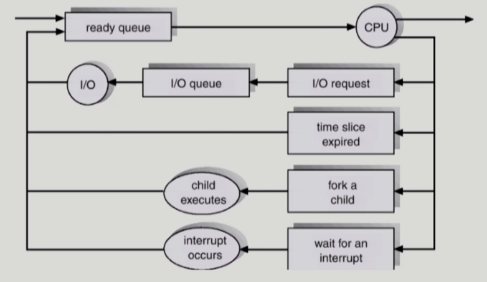 ready queue
CPU
I/O
I/O queue
I/O request
time slice
expired
child
executes
fork a
child
interrupt
occurs
wait for an
interrupt